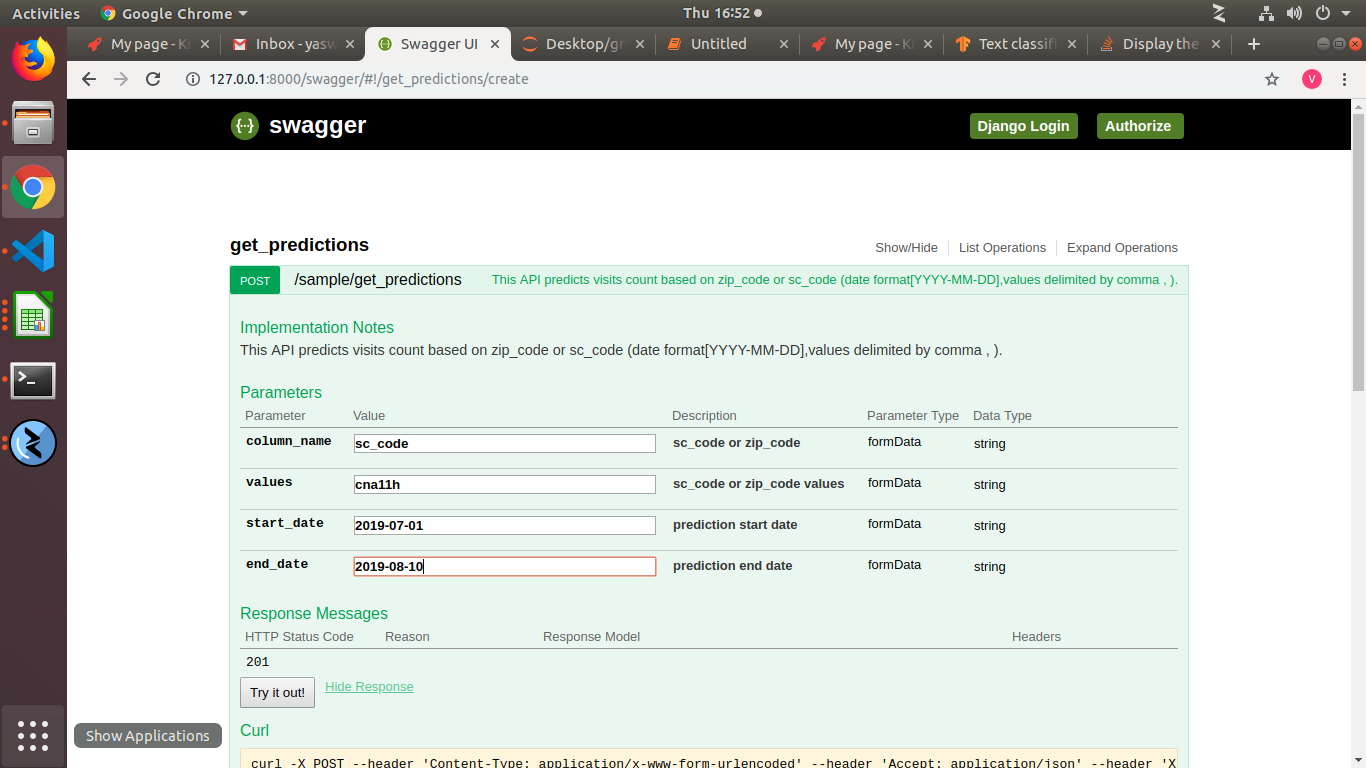 Activities Google Chrome Thu 16:52
My page - Kr Inbox - yasw Swagger UI Desktop/gr Untitled My page - Kr Text classifi Display the
127.0.0.1:8000/swagger/#!/get_predictions/create V
swagger Django Login Authorize
get_predictions Show/Hide List Operations Expand Operations
POST /sample/get_predictions This API predicts visits count based on zip_code or sc_code (date format[YYYY-MM-DD],values delimited by comma , ).
Implementation Notes
This API predicts visits count based on zip_code or sc_code (date format[YYYY-MM-DD],values delimited by comma , ).
Parameters
Parameter Value Description Parameter Type Data Type
column_name sc_code sc_code or zip_code formData string
values cna11h sc_code or zip_code values formData string
start_date 2019-07-01 prediction start date formData string
end_date 2019-08-10 prediction end date formData string
Response Messages
HTTP Status Code Reason Response Model Headers
201
Try it out! Hide Response
Show Applications
Curl
curl -X POST --header 'Content-Type: application/x-www-form-urlencoded' --header 'Accept: application/json' --header 'X